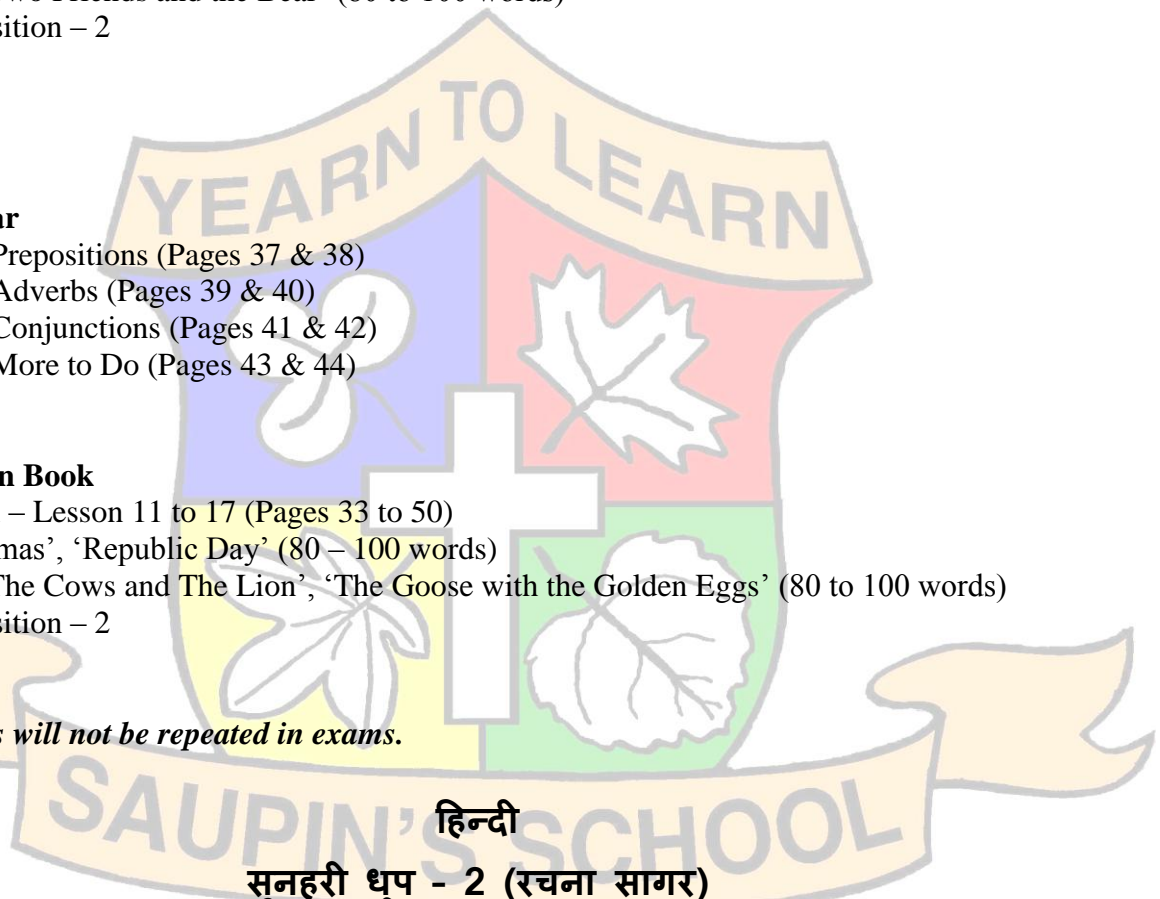 wo Friends and the Bear' (80 to 100 words)
sition – 2
YEARN TO LEARN
ar
Prepositions (Pages 37 & 38)
Adverbs (Pages 39 & 40)
Conjunctions (Pages 41 & 42)
More to Do (Pages 43 & 44)
n Book
– Lesson 11 to 17 (Pages 33 to 50)
mas', 'Republic Day' (80 – 100 words)
The Cows and The Lion', 'The Goose with the Golden Eggs' (80 to 100 words)
sition – 2
s will not be repeated in exams.
SAUPIN'S SCHOOL
हिन्दी
सुनहरी धूप – 2 (रचना सागर)